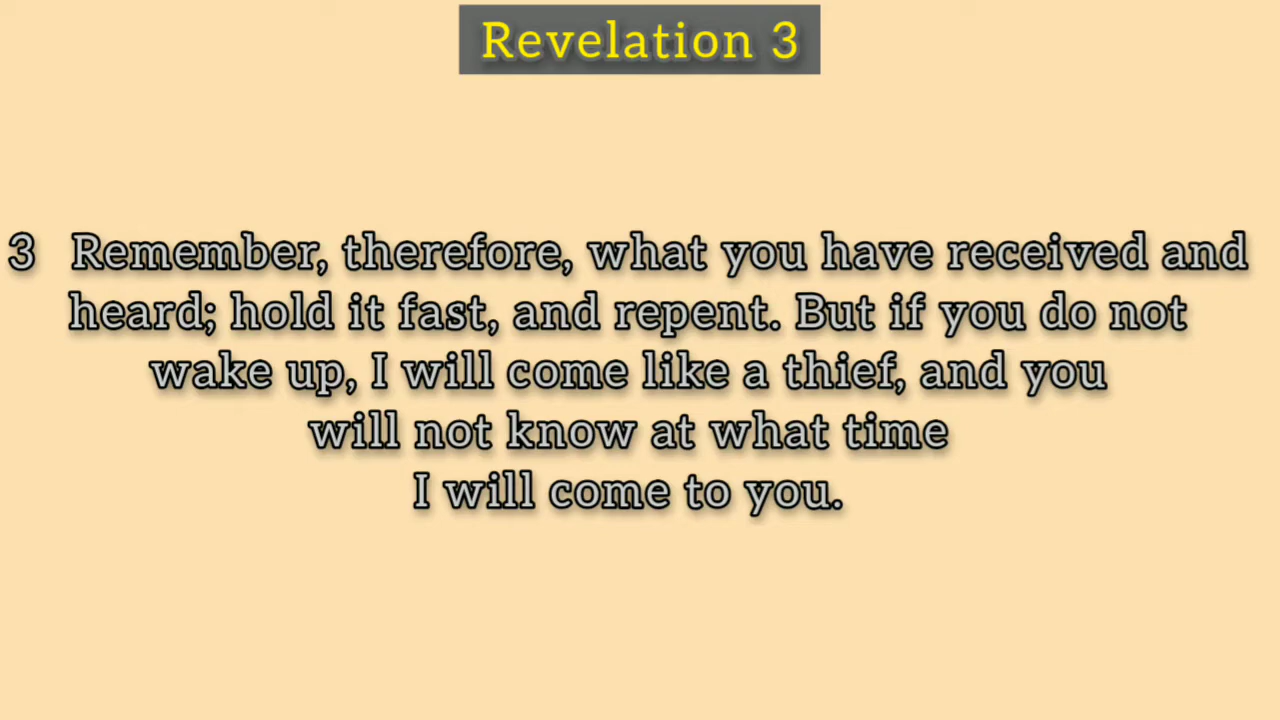 Revelation 3
3 Remember, therefore, what you have received and
heard; hold it fast, and repent. But if you do not
wake up, I will come like a thief, and you
will not know at what time
I will come to you.